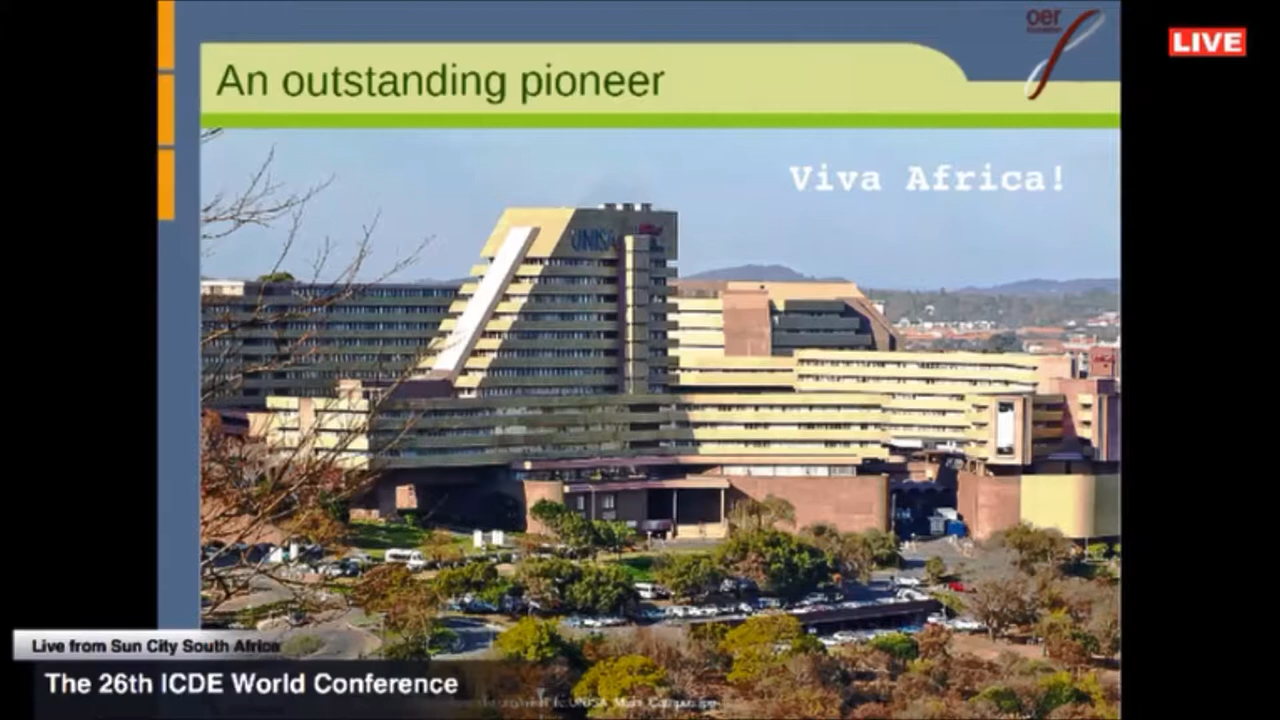 oer
foundation
LIVE
An outstanding pioneer
Viva Africa!
UNISA
Live from Sun City South Africa
The 26th ICDE World Conference